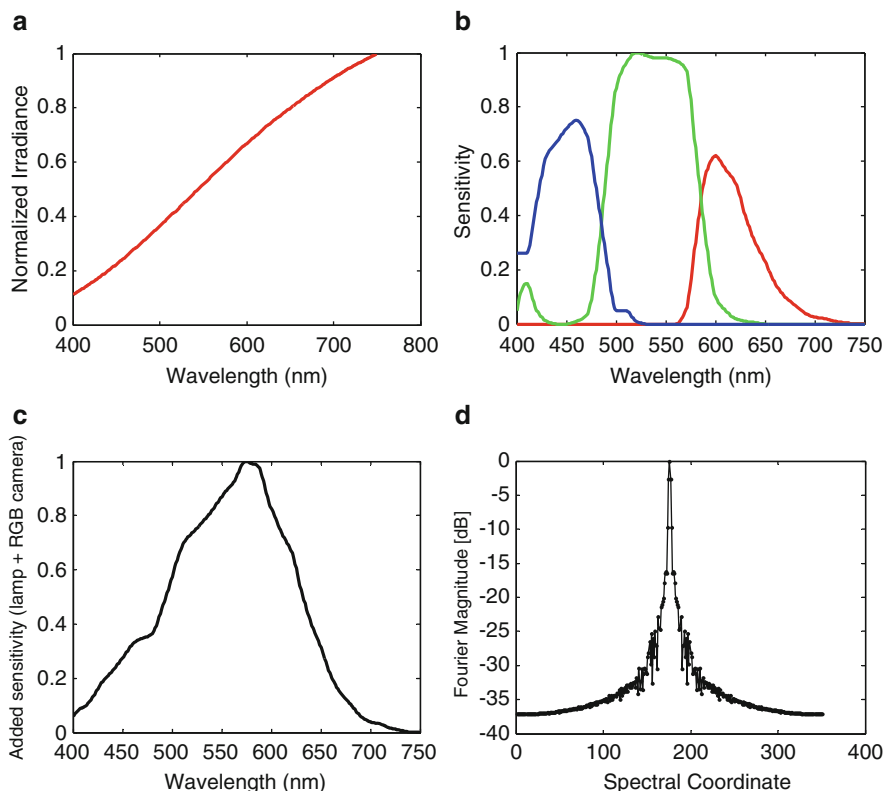 a
1
0.8
0.6
0.4
0.2
0
400 500 600 700 800
Normalized Irradiance
Wavelength (nm)
b
1
0.8
0.6
0.4
0.2
0
400 450 500 550 600 650 700 750
Sensitivity
Wavelength (nm)
c
1
0.8
0.6
0.4
0.2
0
400 450 500 550 600 650 700 750
Added sensitivity (lamp + RGB camera)
Wavelength (nm)
d
0
-5
-10
-15
-20
-25
-30
-35
-40
0 100 200 300 400
Fourier Magnitude [dB]
Spectral Coordinate